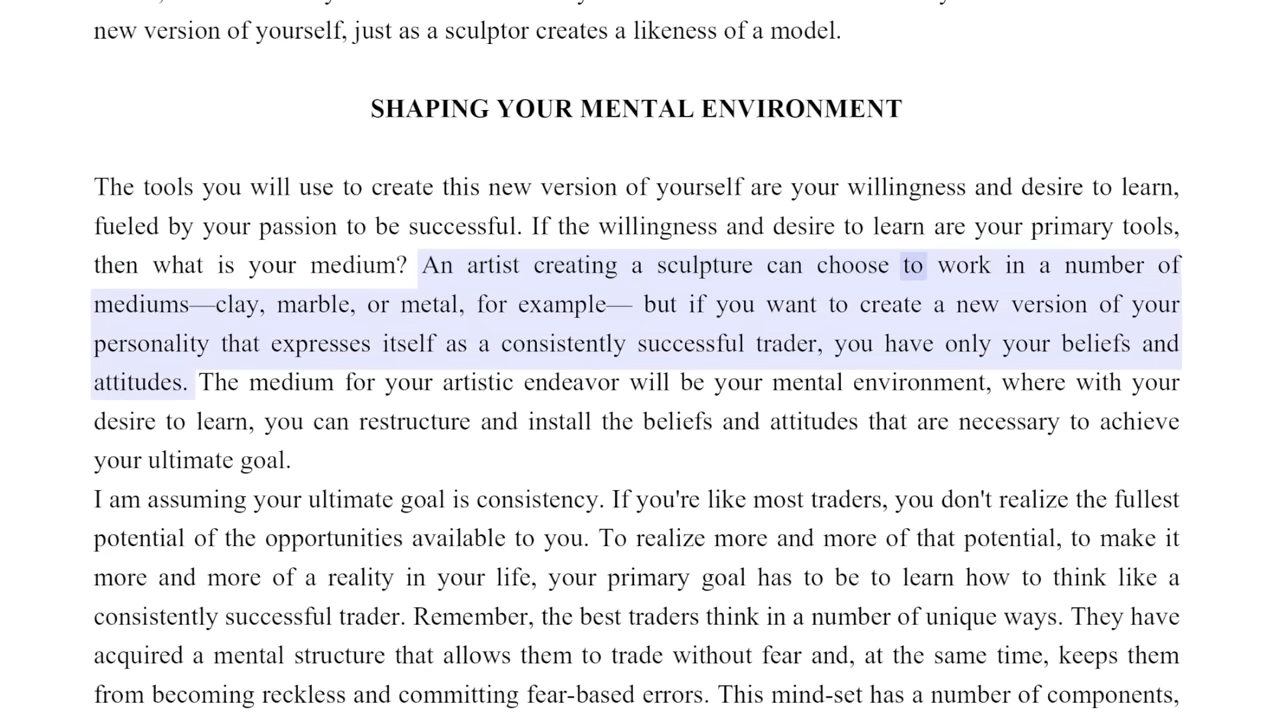 new version of yourself, just as a sculptor creates a likeness of a model.
SHAPING YOUR MENTAL ENVIRONMENT
The tools you will use to create this new version of yourself are your willingness and desire to learn,
fueled by your passion to be successful. If the willingness and desire to learn are your primary tools,
then what is your medium? An artist creating a sculpture can choose to work in a number of
mediums—clay, marble, or metal, for example— but if you want to create a new version of your
personality that expresses itself as a consistently successful trader, you have only your beliefs and
attitudes. The medium for your artistic endeavor will be your mental environment, where with your
desire to learn, you can restructure and install the beliefs and attitudes that are necessary to achieve
your ultimate goal.
I am assuming your ultimate goal is consistency. If you're like most traders, you don't realize the fullest
potential of the opportunities available to you. To realize more and more of that potential, to make it
more and more of a reality in your life, your primary goal has to be to learn how to think like a
consistently successful trader. Remember, the best traders think in a number of unique ways. They have
acquired a mental structure that allows them to trade without fear and, at the same time, keeps them
from becoming reckless and committing fear-based errors. This mind-set has a number of components,